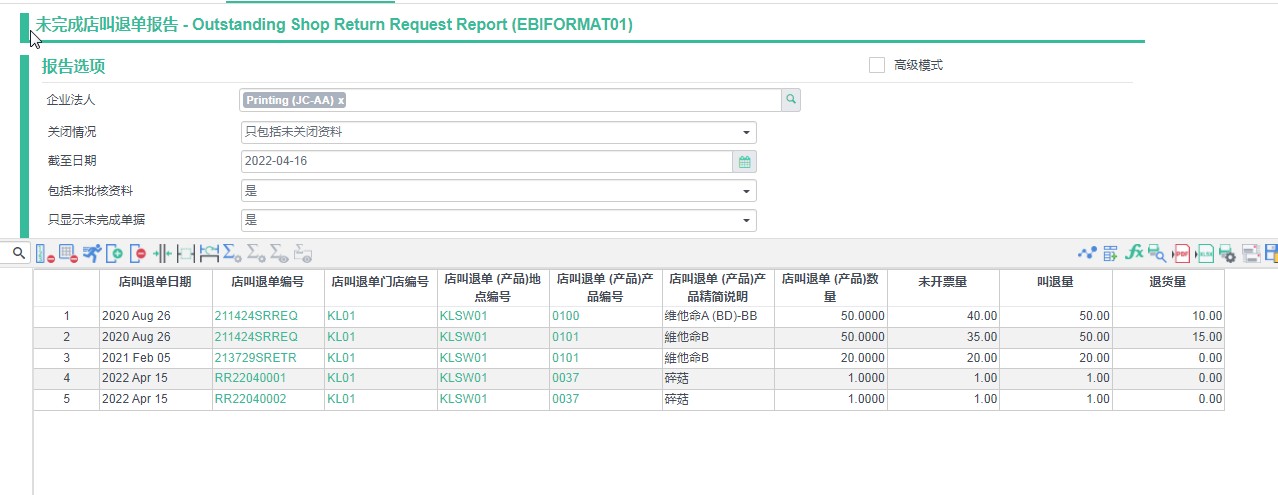 未完成店叫退单报告 - Outstanding Shop Return Request Report (EBIFORMAT01)
报告选项
高级模式
企业法人 Printing (JC-AA) x
关闭情况 只包括未关闭资料
截至日期 2022-04-16
包括未批核资料 是
只显示未完成单据 是
店叫退单日期 店叫退单编号 店叫退单门店编号 店叫退单 (产品)地点编号 店叫退单 (产品)产品编号 店叫退单 (产品)产品精简说明 店叫退单 (产品)数量 未开票量 叫退量 退货量
1 2020 Aug 26 211424SRREQ KL01 KLSW01 0100 维他命A (BD)-BB 50.0000 40.00 50.00 10.00
2 2020 Aug 26 211424SRREQ KL01 KLSW01 0101 維他命B 50.0000 35.00 50.00 15.00
3 2021 Feb 05 213729SRETR KL01 KLSW01 0101 維他命B 20.0000 20.00 20.00 0.00
4 2022 Apr 15 RR22040001 KL01 KLSW01 0037 碎菇 1.0000 1.00 1.00 0.00
5 2022 Apr 15 RR22040002 KL01 KLSW01 0037 碎菇 1.0000 1.00 1.00 0.00